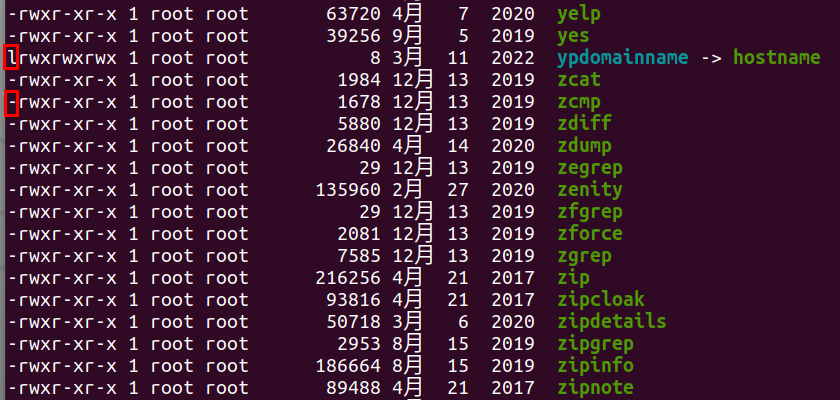 -rwxr-xr-x 1 root root 63720 4月 7 2020 yelp
-rwxr-xr-x 1 root root 39256 9月 5 2019 yes
lrwxrwxrwx 1 root root 8 3月 11 2022 ypdomainname -> hostname
-rwxr-xr-x 1 root root 1984 12月 13 2019 zcat
-rwxr-xr-x 1 root root 1678 12月 13 2019 zcmp
-rwxr-xr-x 1 root root 5880 12月 13 2019 zdiff
-rwxr-xr-x 1 root root 26840 4月 14 2020 zdump
-rwxr-xr-x 1 root root 29 12月 13 2019 zegrep
-rwxr-xr-x 1 root root 135960 2月 27 2020 zenity
-rwxr-xr-x 1 root root 29 12月 13 2019 zfgrep
-rwxr-xr-x 1 root root 2081 12月 13 2019 zforce
-rwxr-xr-x 1 root root 7585 12月 13 2019 zgrep
-rwxr-xr-x 1 root root 216256 4月 21 2017 zip
-rwxr-xr-x 1 root root 93816 4月 21 2017 zipcloak
-rwxr-xr-x 1 root root 50718 3月 6 2020 zipdetails
-rwxr-xr-x 1 root root 2953 8月 15 2019 zipgrep
-rwxr-xr-x 1 root root 186664 8月 15 2019 zipinfo
-rwxr-xr-x 1 root root 89488 4月 21 2017 zipnote